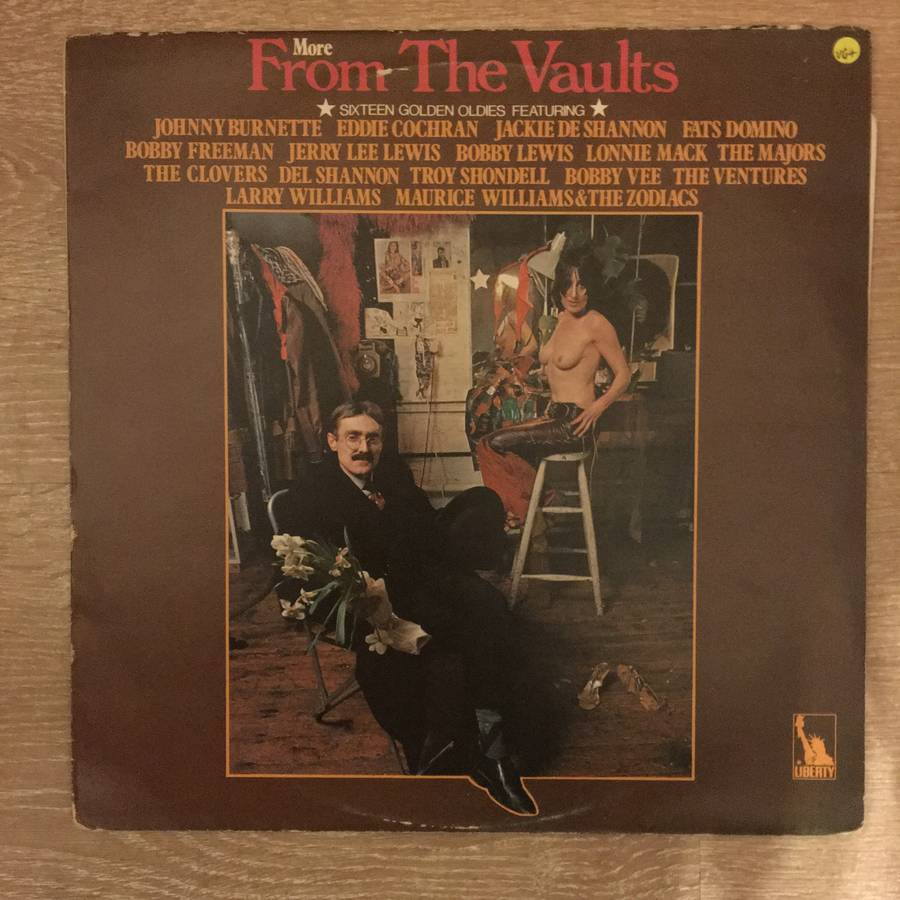 More
From The Vaults
★ SIXTEEN GOLDEN OLDIES FEATURING ★
JOHNNY BURNETTE EDDIE COCHRAN JACKIE DE SHANNON FATS DOMINO
BOBBY FREEMAN JERRY LEE LEWIS BOBBY LEWIS LONNIE MACK THE MAJORS
THE CLOVERS DEL SHANNON TROY SHONDELL BOBBY VEE THE VENTURES
LARRY WILLIAMS MAURICE WILLIAMS & THE ZODIACS
VG+
LIBERTY